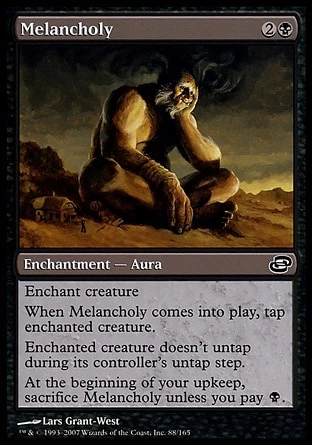 Melancholy 2
Enchantment — Aura
Enchant creature
When Melancholy comes into play, tap
enchanted creature.
Enchanted creature doesn't untap
during its controller's untap step.
At the beginning of your upkeep,
sacrifice Melancholy unless you pay .
Lars Grant-West
™ & © 1993–2007 Wizards of the Coast, Inc. 88/165